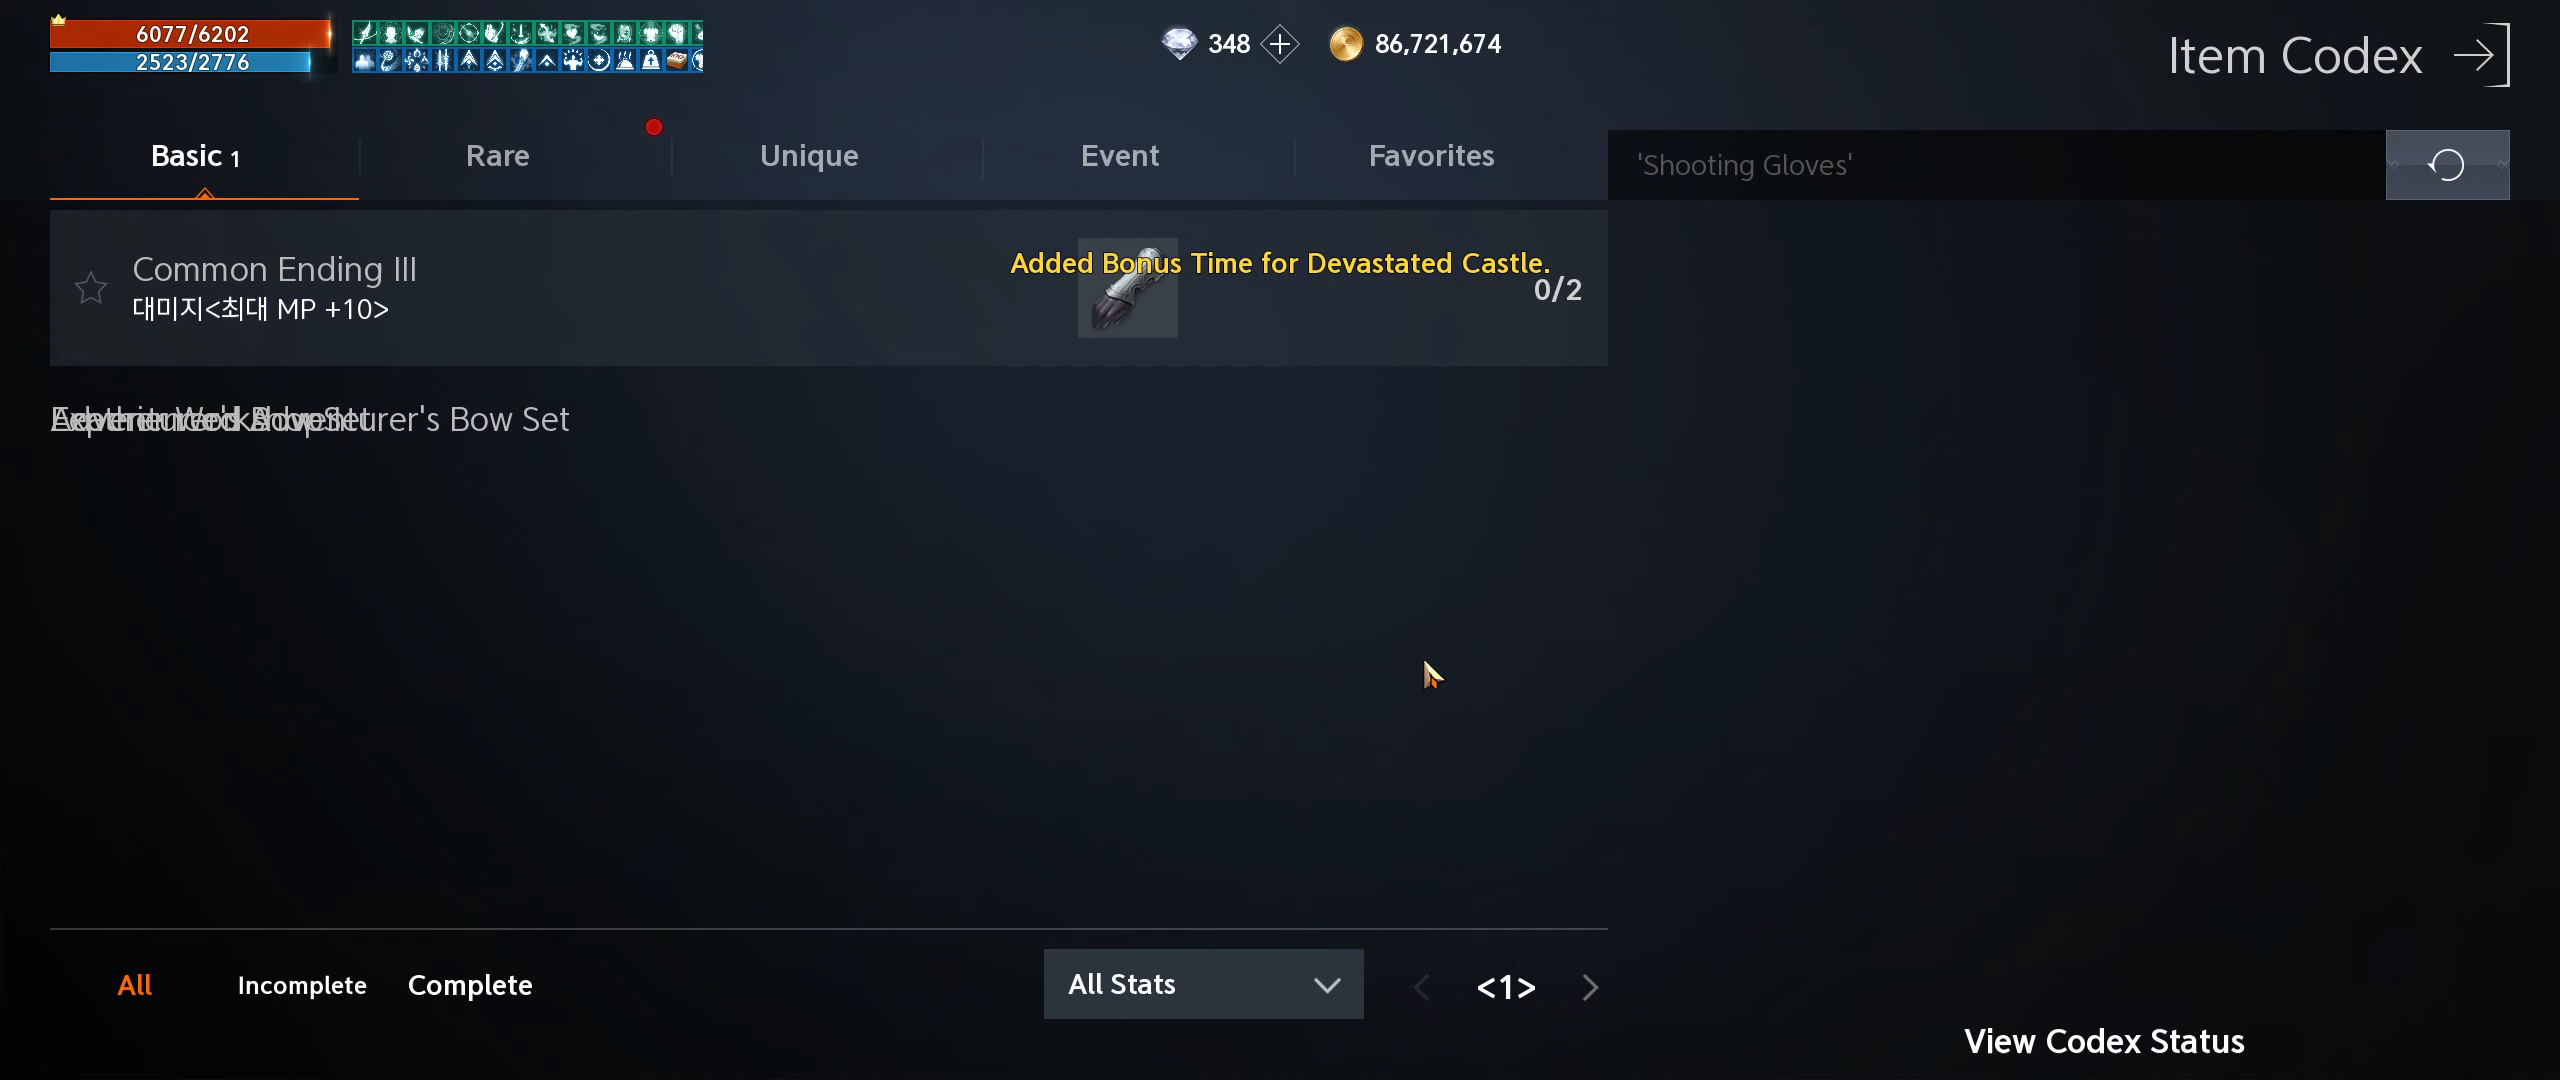 6077/6202
2523/2776
348
86,721,674
Item Codex
Basic 1
Rare
Unique
Event
Favorites
'Shooting Gloves'
Common Ending III
대미지<최대 MP +10>
Added Bonus Time for Devastated Castle.
0/2
Bow Set
All
Incomplete
Complete
All Stats
<1>
View Codex Status